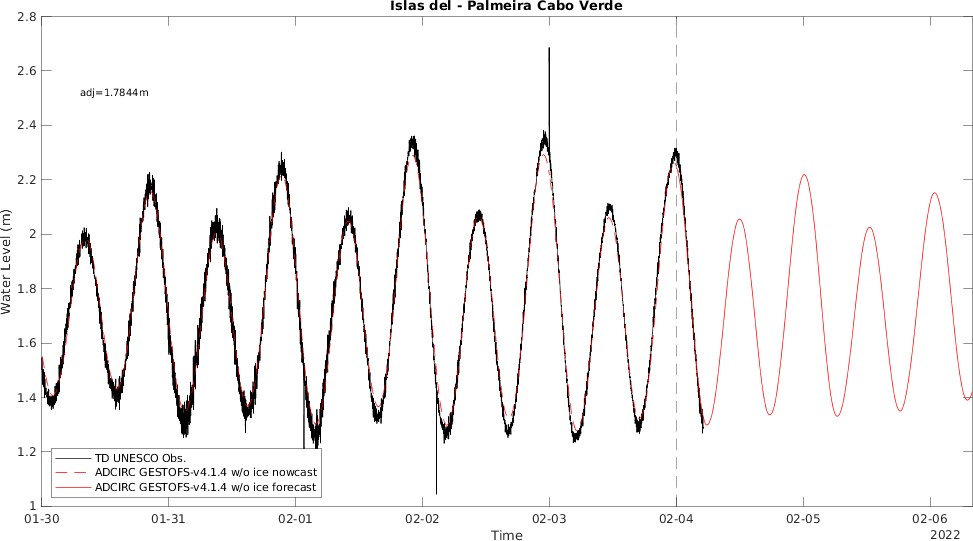 Islas del - Palmeira Cabo Verde
2.8
2.6
adj=1.7844m
2.4
2.2
2
1.8
1.6
1.4
1.2
1
Water Level (m)
TD UNESCO Obs.
ADCIRC GESTOFS-v4.1.4 w/o ice nowcast
ADCIRC GESTOFS-v4.1.4 w/o ice forecast
01-30 01-31 02-01 02-02 02-03 02-04 02-05 02-06
Time
2022